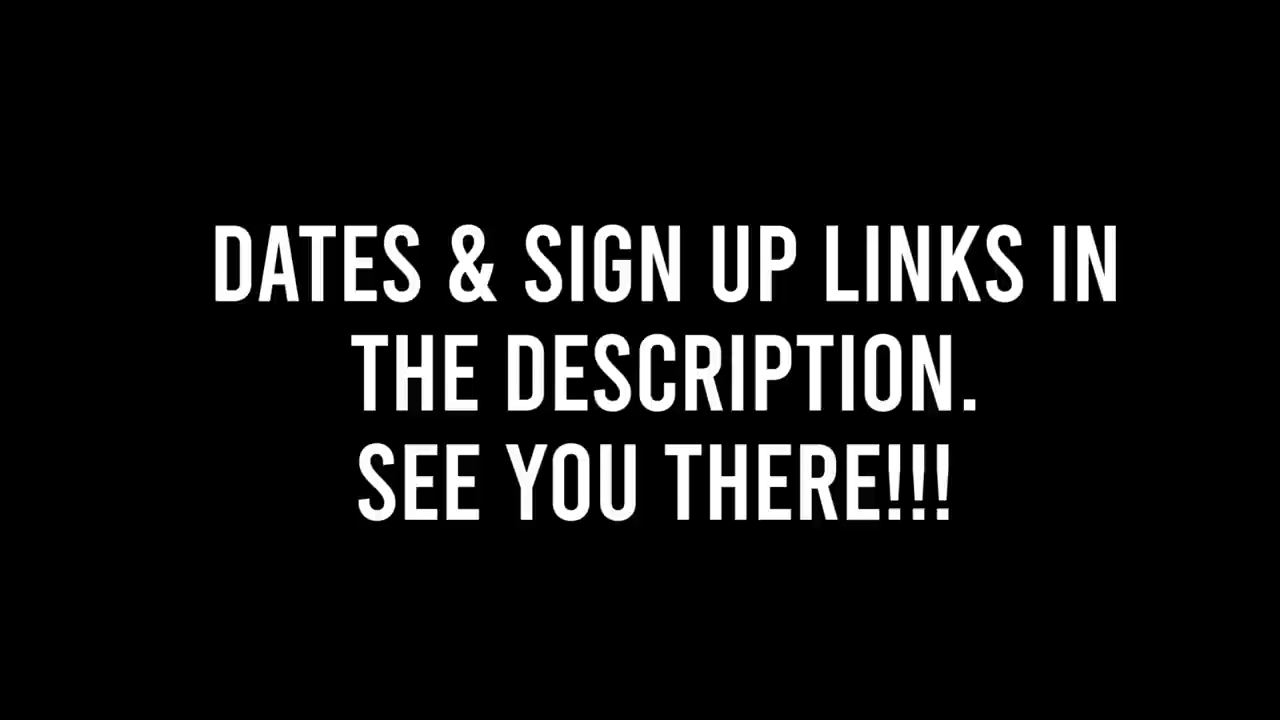 DATES & SIGN UP LINKS IN
THE DESCRIPTION.
SEE YOU THERE!!!